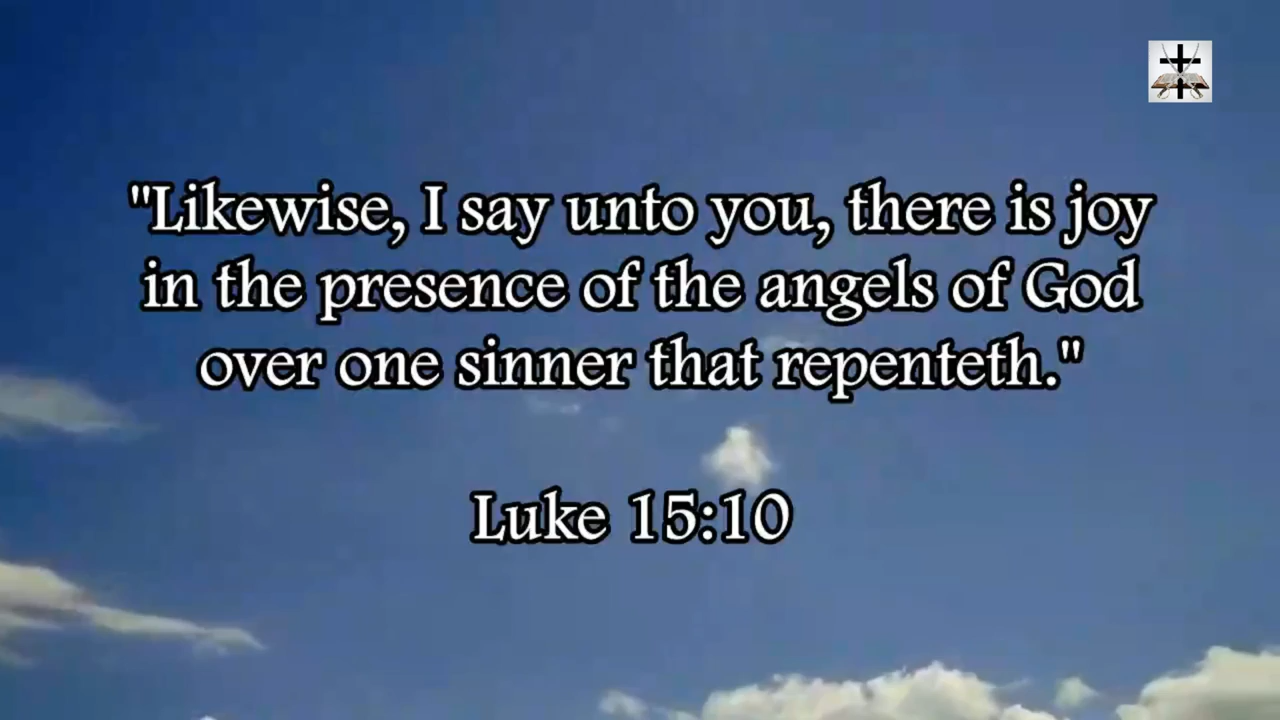 "Likewise, I say unto you, there is joy
in the presence of the angels of God
over one sinner that repenteth."
Luke 15:10